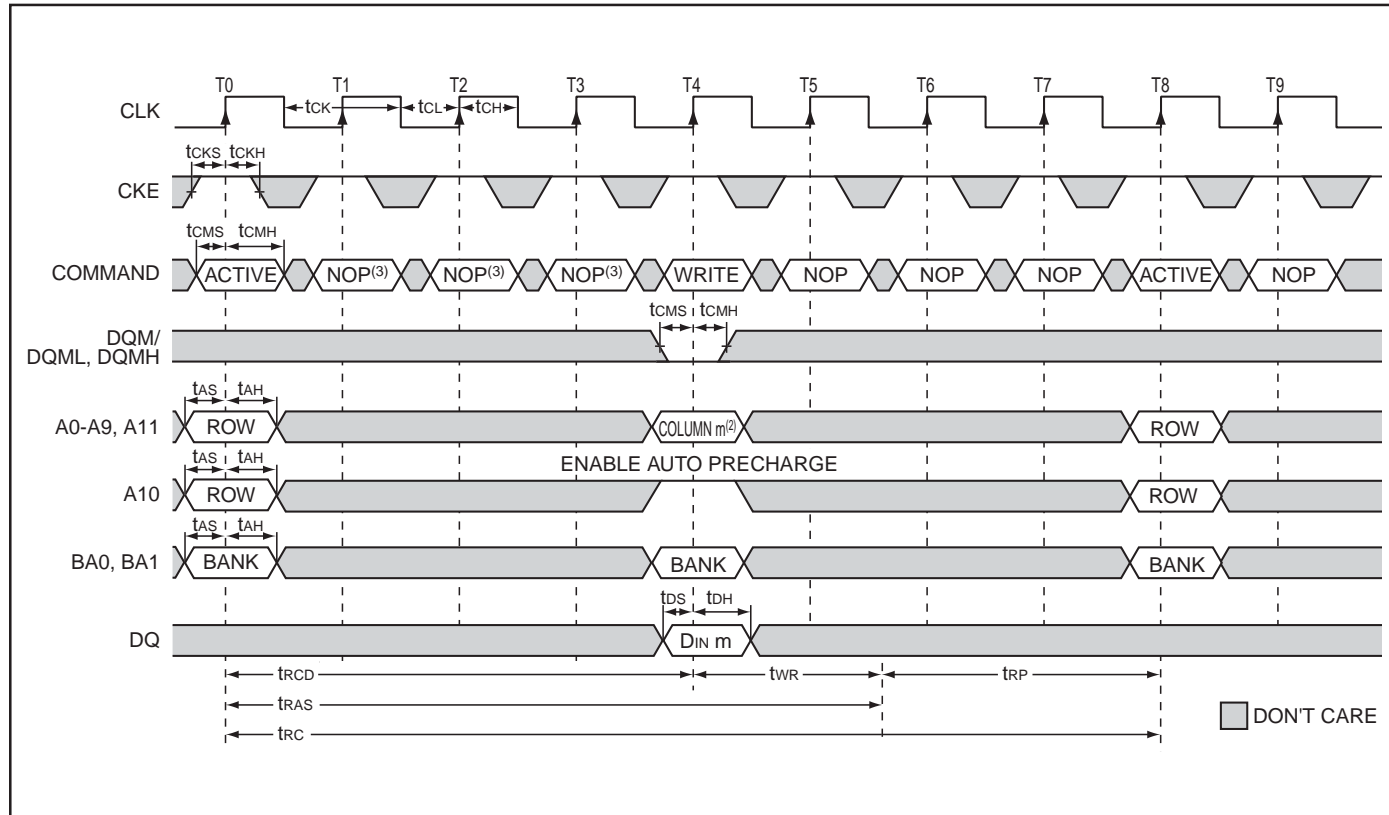 T0 T1 T2 T3 T4 T5 T6 T7 T8 T9
CLK tCK tCL tCH
tCKS tCKH
CKE
tCMS tCMH
COMMAND ACTIVE NOP(3) NOP(3) NOP(3) WRITE NOP NOP NOP ACTIVE NOP
tCMS tCMH
DQM/
DQML, DQMH
tAS tAH
A0-A9, A11 ROW COLUMN m(2) ROW
tAS tAH ENABLE AUTO PRECHARGE
A10 ROW ROW
tAS tAH
BA0, BA1 BANK BANK BANK
tDS tDH
DQ DIN m
tRCD tWR tRP
tRAS
DON'T CARE
tRC